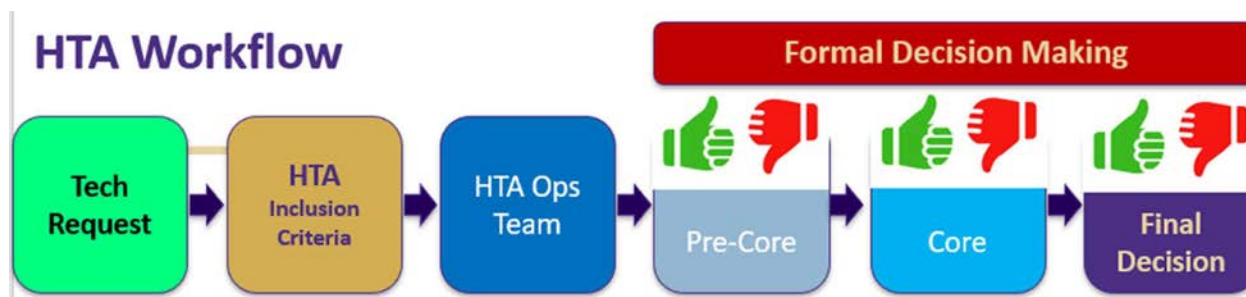 HTA Workflow
Formal Decision Making
Tech
Request
HTA
Inclusion
Criteria
HTA Ops
Team
Pre-Core
Core
Final
Decision